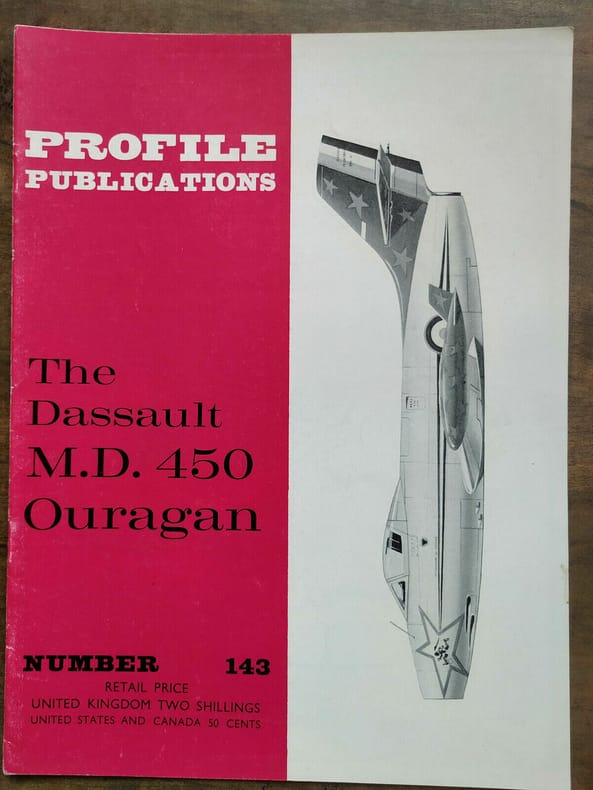 PROFILE
PUBLICATIONS
The
Dassault
M.D. 450
Ouragan
NUMBER 143
RETAIL PRICE
UNITED KINGDOM TWO SHILLINGS
UNITED STATES AND CANADA 50 CENTS